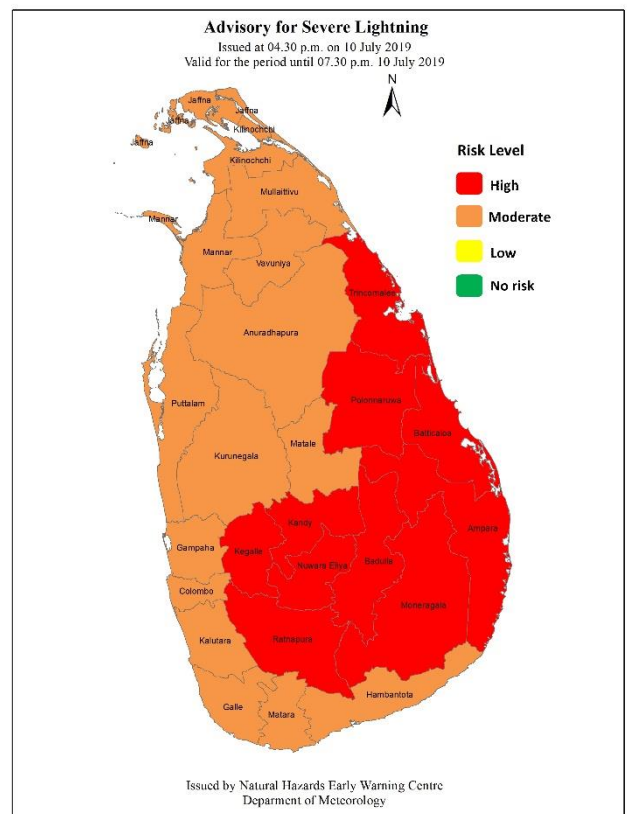 Advisory for Severe Lightning
Issued at 04.30 p.m. on 10 July 2019
Valid for the period until 07.30 p.m. 10 July 2019
N
Jaffna
Jaffna
Jaffna
Kilinochchi
Jaffna
Kilinochchi
Risk Level
High
Mullaittivu
Mannar
Moderate
Mannar
Low
Vavuniya
No risk
Trincomalee
Anuradhapura
Polonnaruwa
Puttalam
Batticaloa
Matale
Kurunegala
Kandy
Ampara
Gampaha
Kegalle
Nuwara Eliya
Badulla
Colombo
Moneragala
Kalutara
Ratnapura
Hambantota
Galle
Matara
Issued by Natural Hazards Early Warning Centre
Deparment of Meteorology